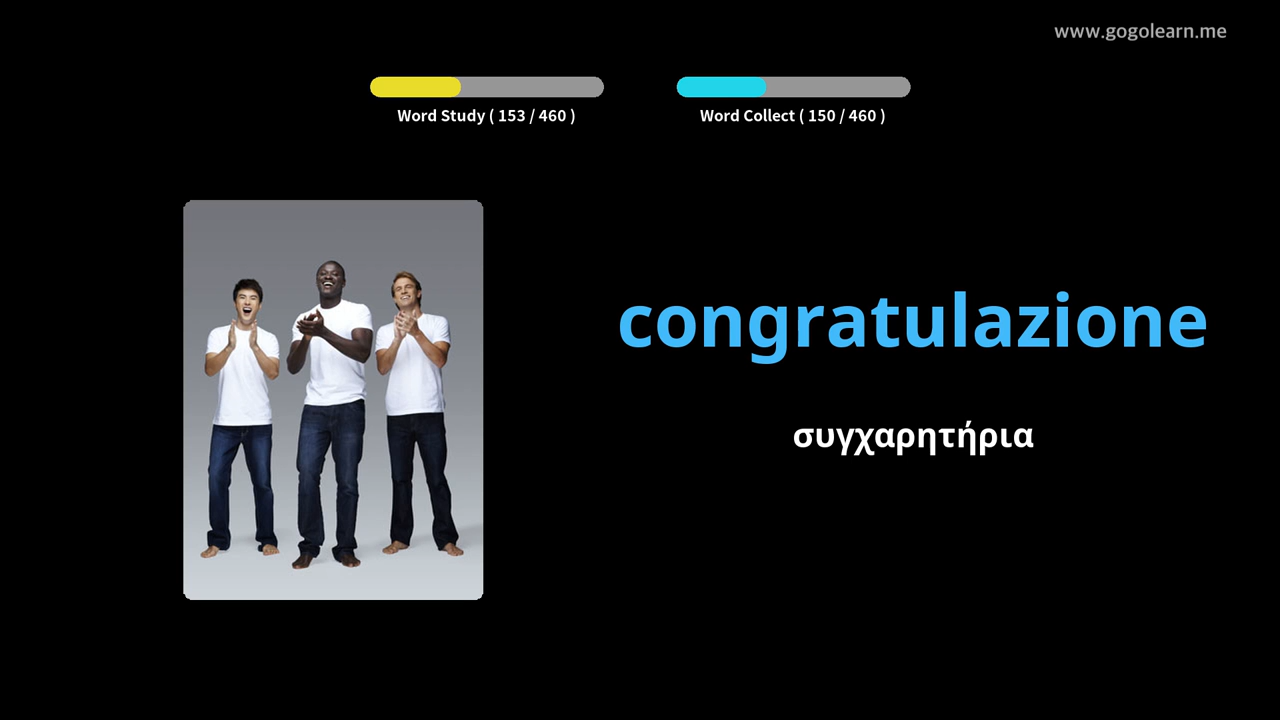 www.gogolearn.me
Word Study ( 153 / 460 )
Word Collect ( 150 / 460 )
congratulazione
συγχαρητήρια